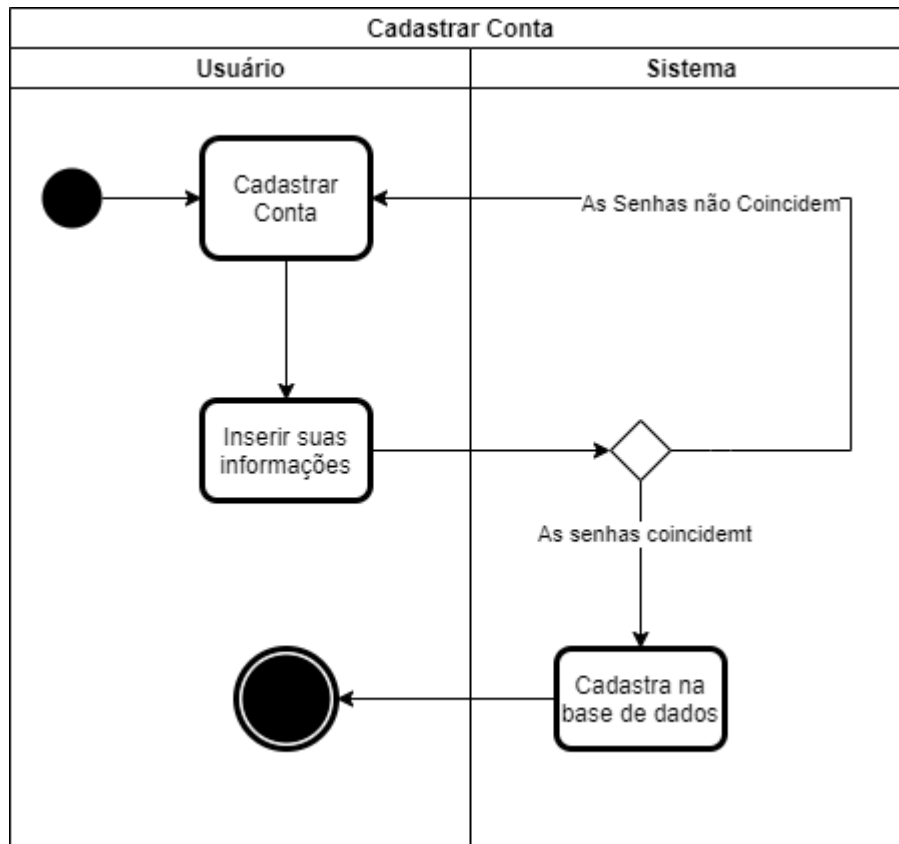 Cadastrar Conta
Usuário
Sistema
Cadastrar
Conta
As Senhas não Coincidem
Inserir suas
informações
As senhas coincidemt
Cadastra na
base de dados